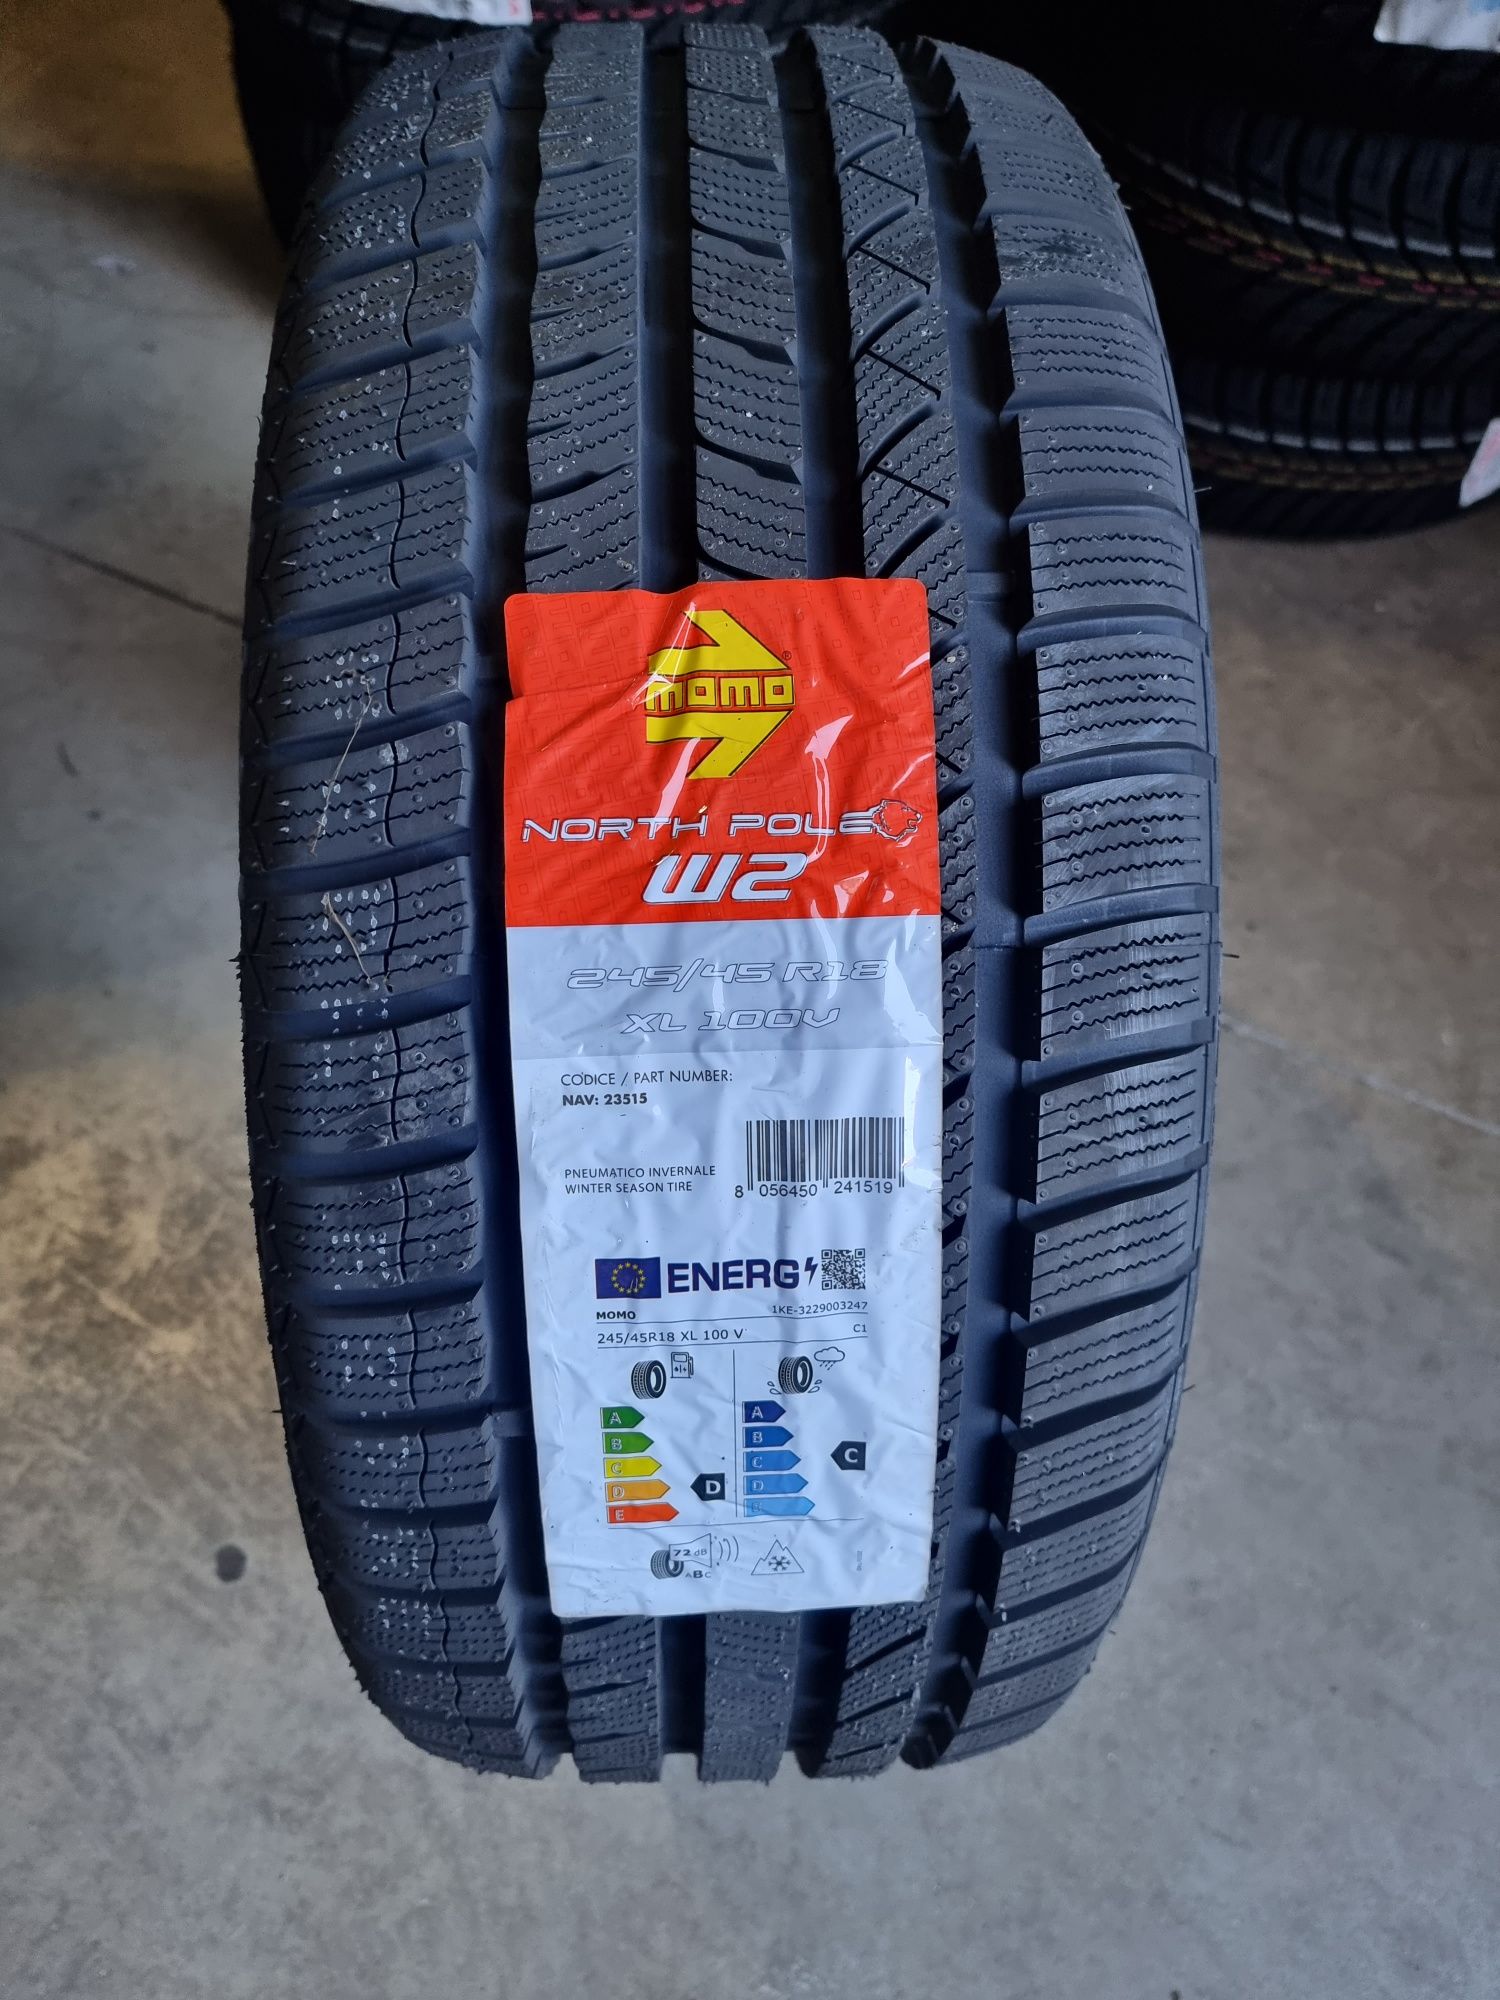 MOMO
®
NORTH POLE
W2
245/45 R18
XL 100V
CODICE / PART NUMBER:
NAV: 23515
PNEUMATICO INVERNALE
WINTER SEASON TIRE
8 056450 241519
ENERG
MOMO 1KE-3229003247
245/45R18 XL 100 V C1
A A
B B
C C C
D D D
E E
72 dB
ABC